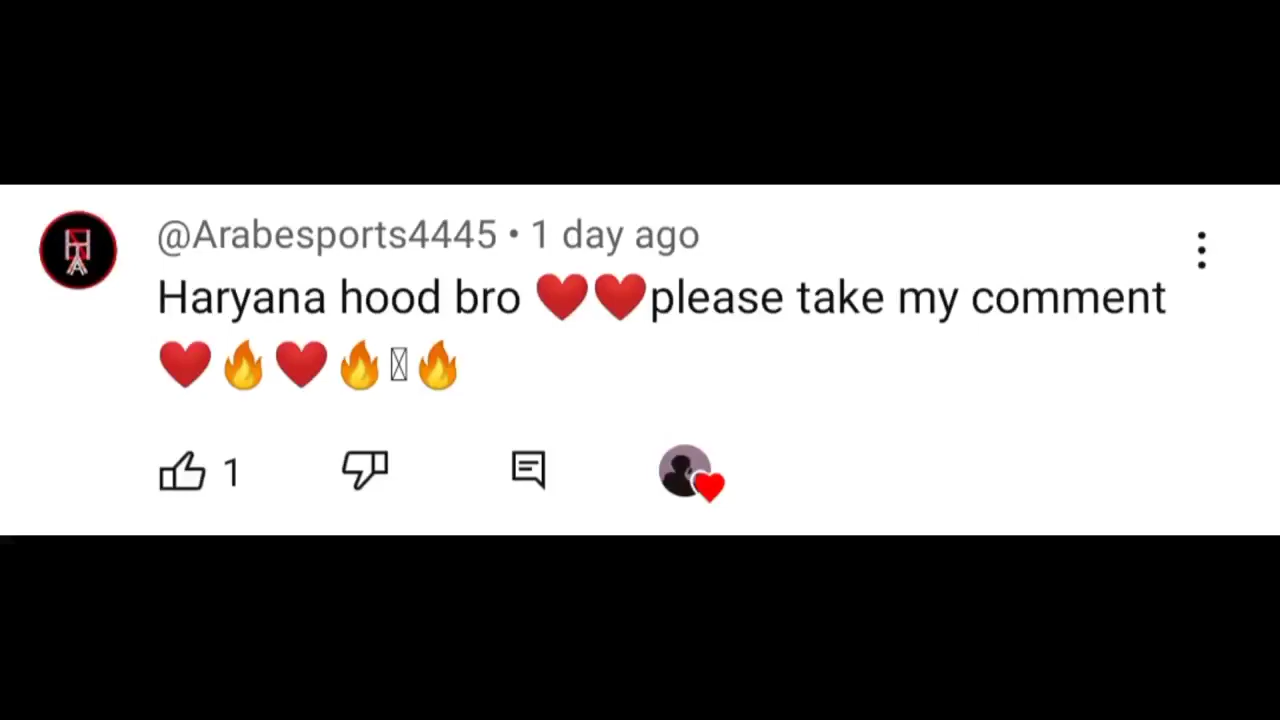 @Arabesports4445 • 1 day ago
Haryana hood bro ❤️❤️please take my comment
❤️🔥❤️🔥🔥
1